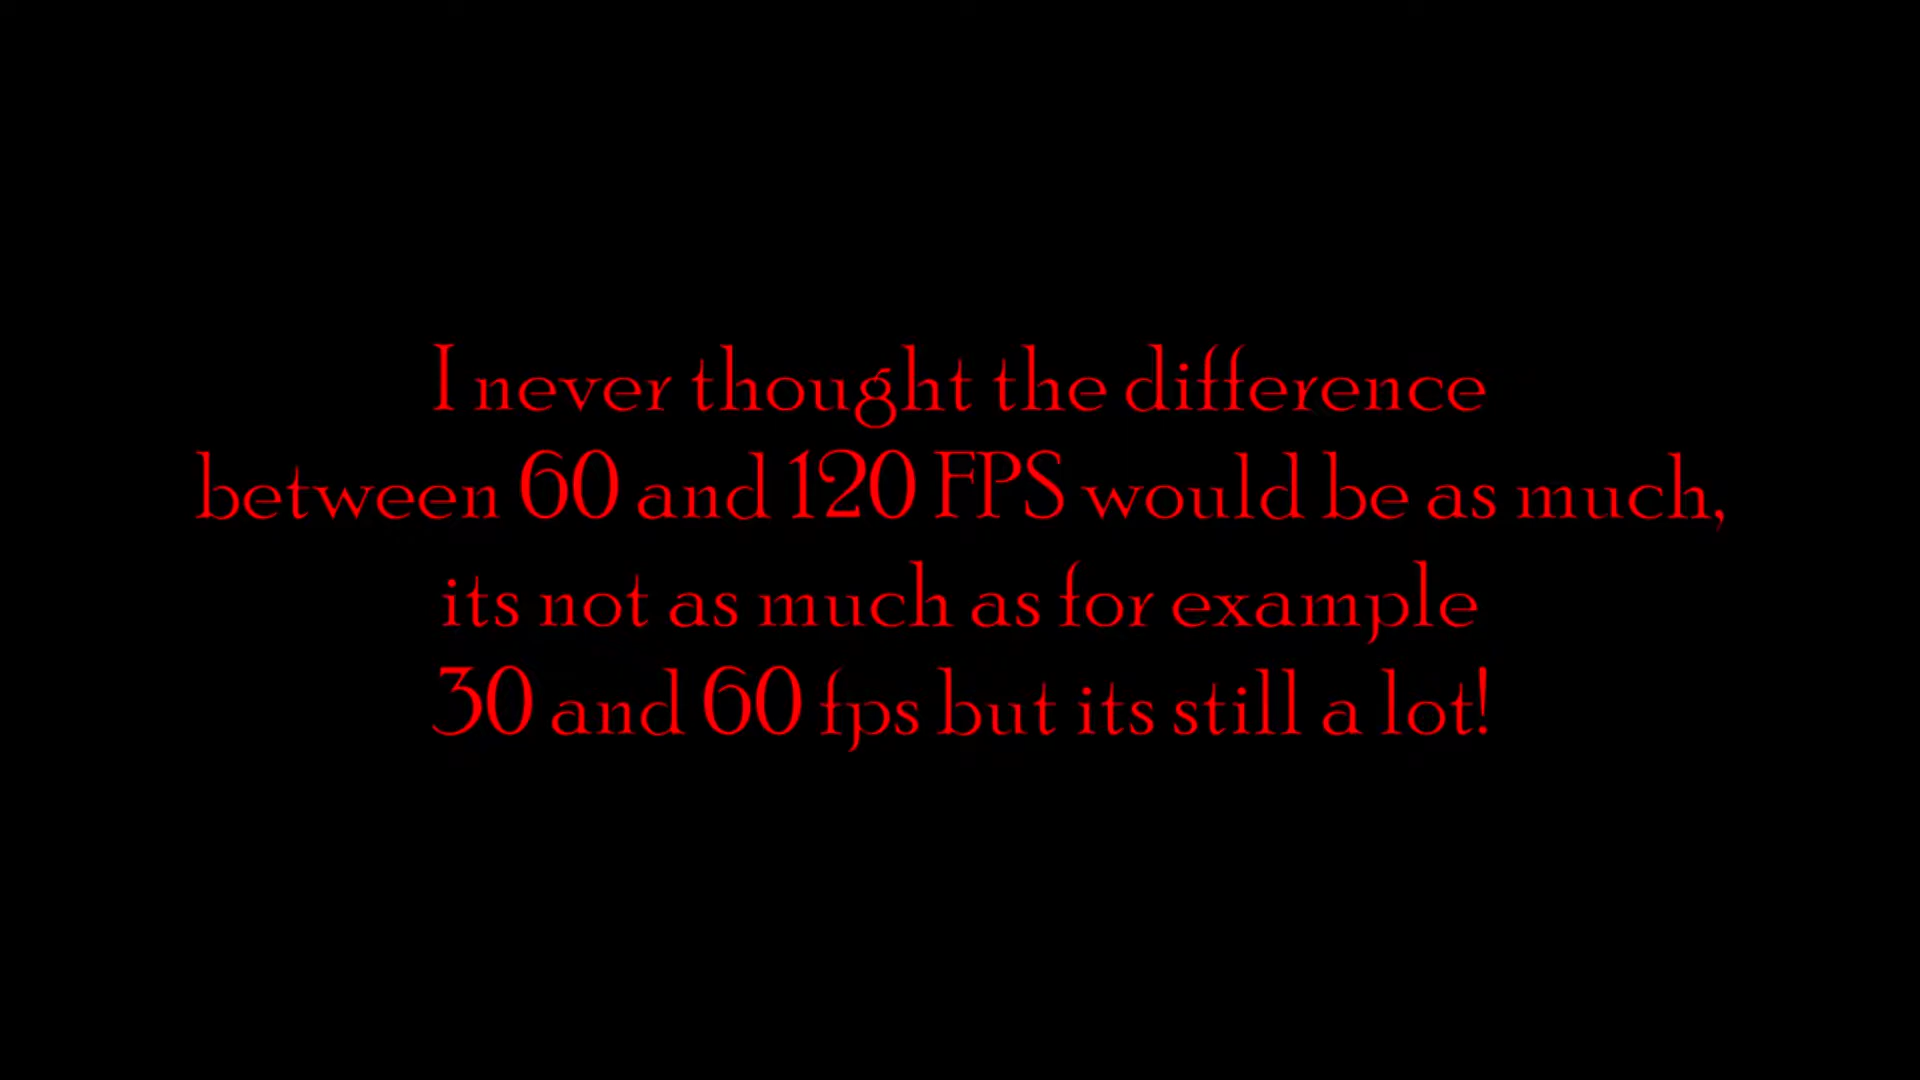 I never thought the difference
between 60 and 120 FPS would be as much,
its not as much as for example
30 and 60 fps but its still a lot!